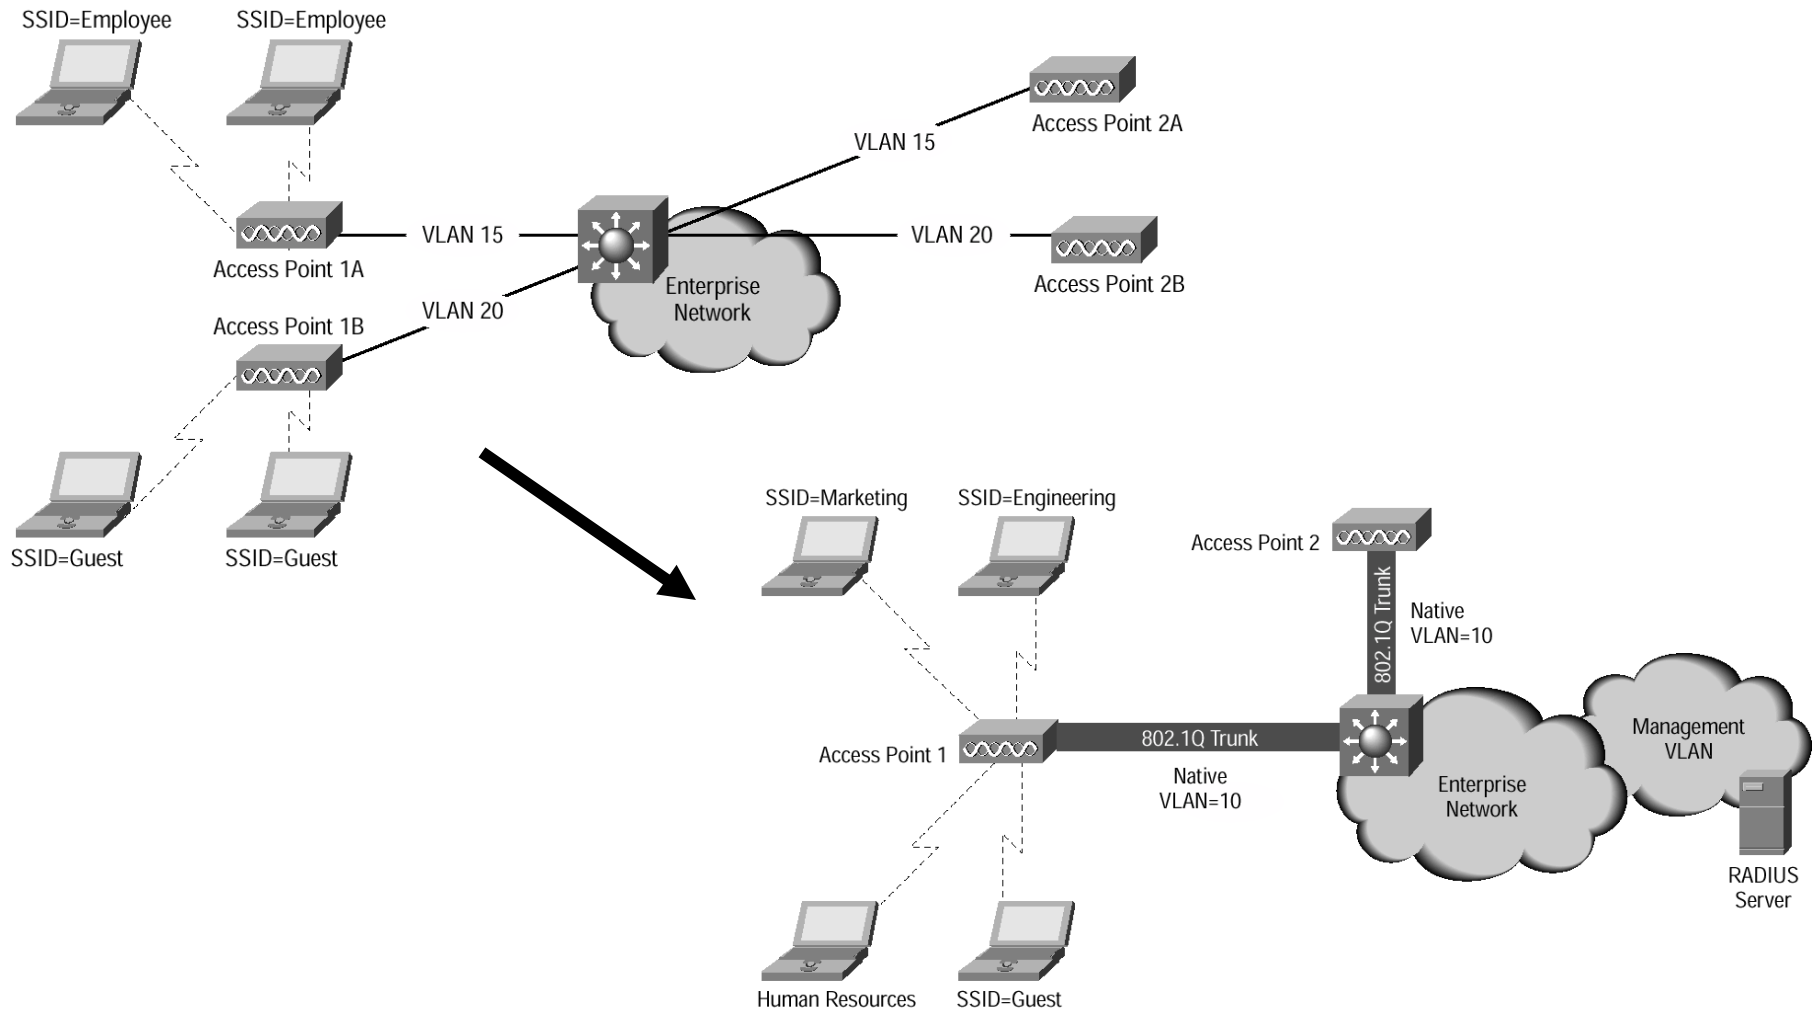 SSID=Employee
SSID=Employee
Access Point 2A
VLAN 15
VLAN 15
VLAN 20
Access Point 1A
Access Point 2B
Enterprise
Network
VLAN 20
Access Point 1B
SSID=Guest
SSID=Guest
SSID=Marketing
SSID=Engineering
Access Point 2
802.1Q Trunk
Native
VLAN=10
Access Point 1
802.1Q Trunk
Native
VLAN=10
Management
VLAN
Enterprise
Network
RADIUS
Server
Human Resources
SSID=Guest